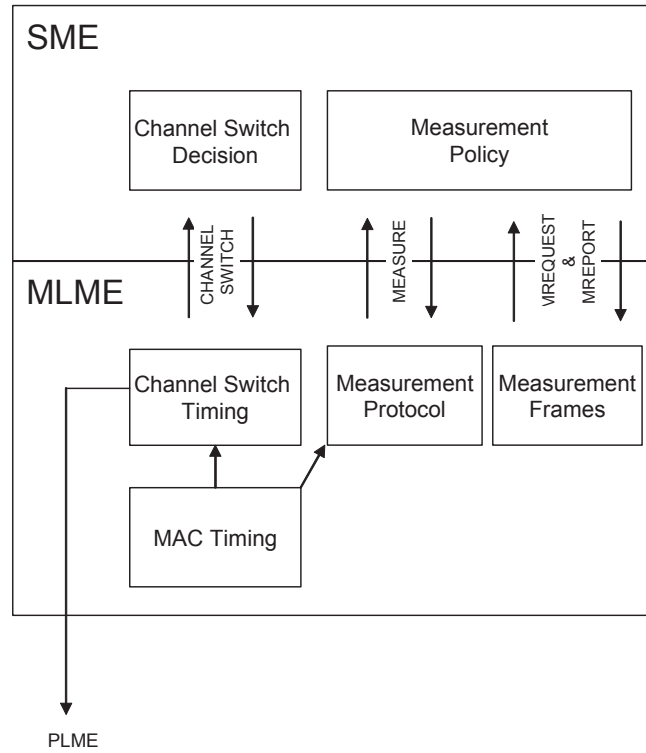 SME
Channel Switch
Decision
Measurement
Policy
CHANNEL
SWITCH
MEASURE
MREQUEST
&
MREPORT
MLME
Channel Switch
Timing
Measurement
Protocol
Measurement
Frames
MAC Timing
PLME